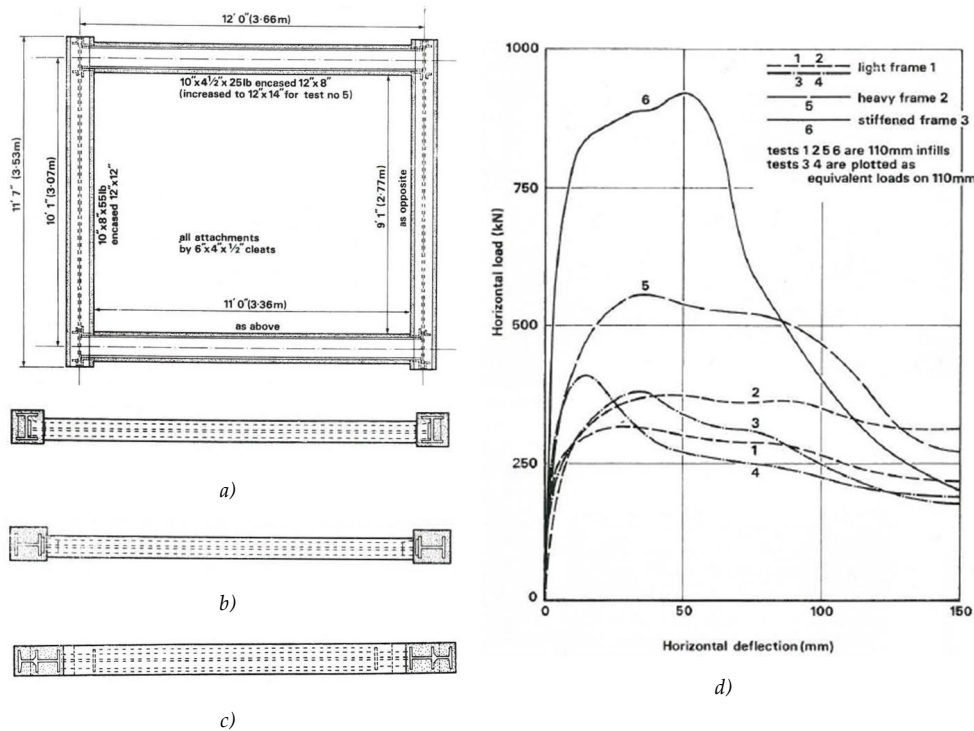 12' 0"(3·66m)
10"x4½"x 25lb encased 12"x 8"
(increased to 12"x 14" for test no 5)
11' 7" (3·53m)
10' 1"(3·07m)
10"x8"x55lb
encased 12"x12"
9' 1" (2·77m)
as opposite
all attachments
by 6"x4"x ½" cleats
11' 0"(3·36m)
as above
a)
b)
c)
1000
750
500
250
0
Horizontal load (kN)
0
50
100
150
Horizontal deflection (mm)
1 2
3 4
light frame 1
5
heavy frame 2
6
stiffened frame 3
tests 1 2 5 6 are 110mm infills
tests 3 4 are plotted as
equivalent loads on 110mm
6
5
2
3
1
4
d)